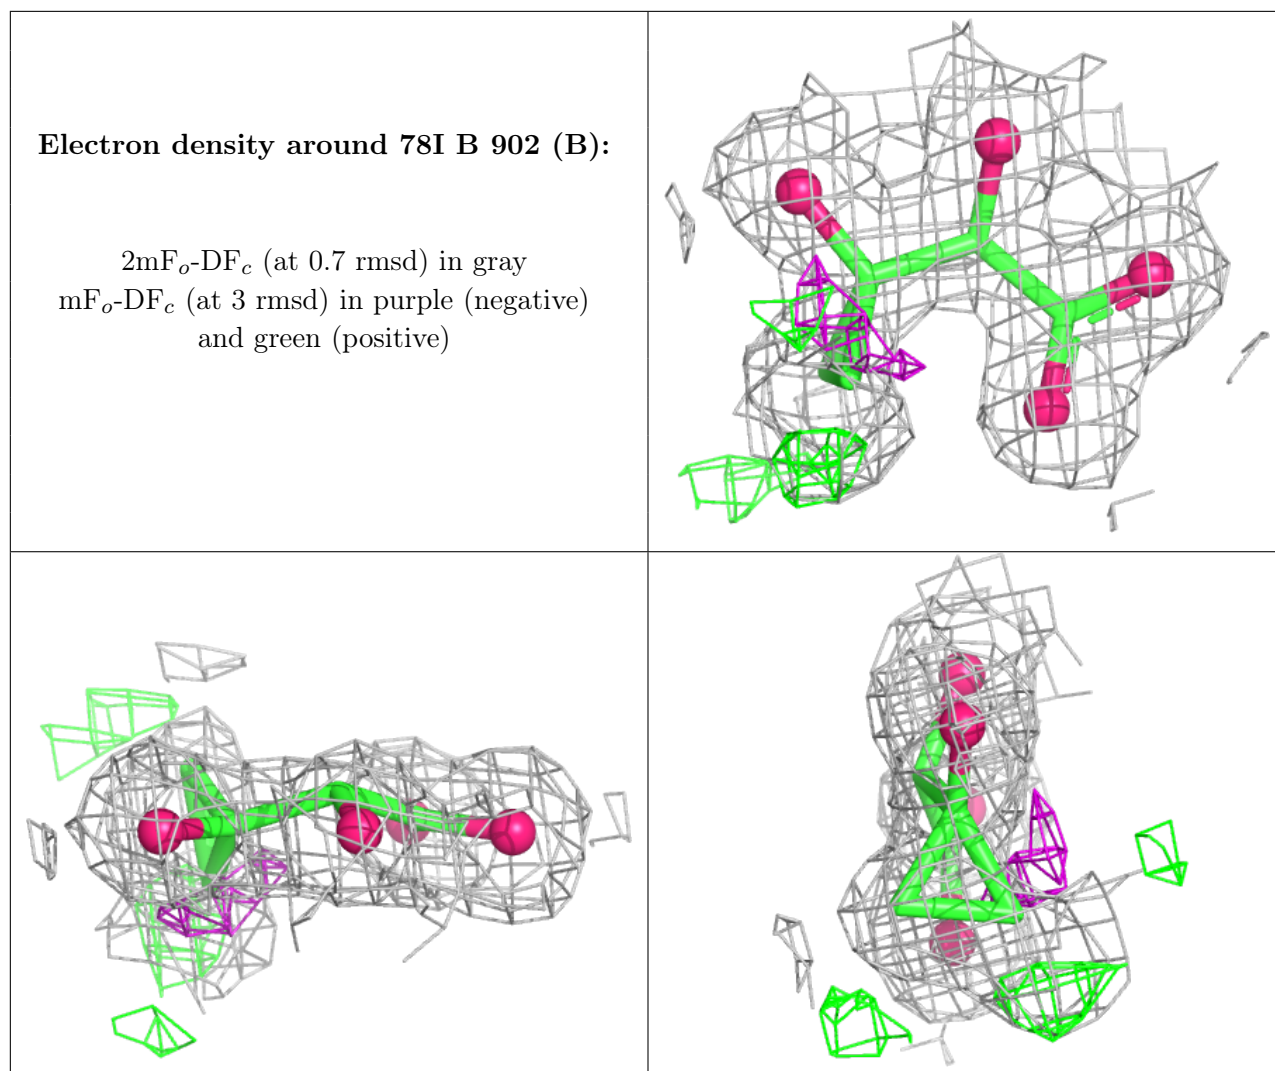 Electron density around 78I B 902 (B):
2mFo-DFc (at 0.7 rmsd) in gray
mFo-DFc (at 3 rmsd) in purple (negative)
and green (positive)